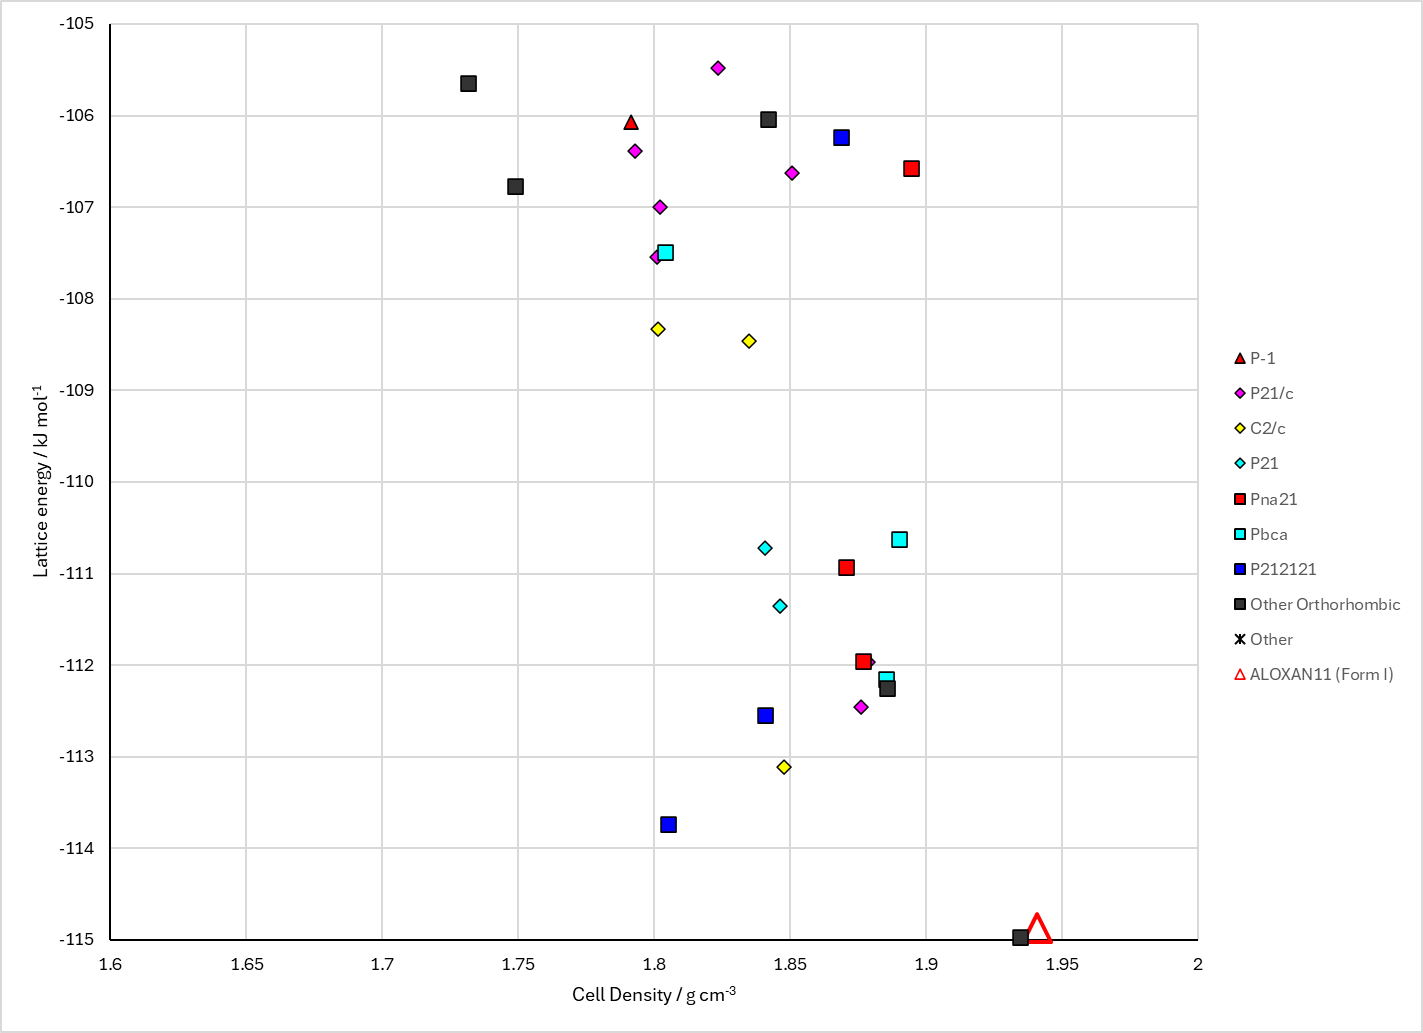 -105
-106
-107
-108
-109
-110
-111
-112
-113
-114
-115
1.6 1.65 1.7 1.75 1.8 1.85 1.9 1.95 2
Lattice energy / kJ mol-1
Cell Density / g cm-3
P-1
P21/c
C2/c
P21
Pna21
Pbca
P212121
Other Orthorhombic
Other
ALOXAN11 (Form I)